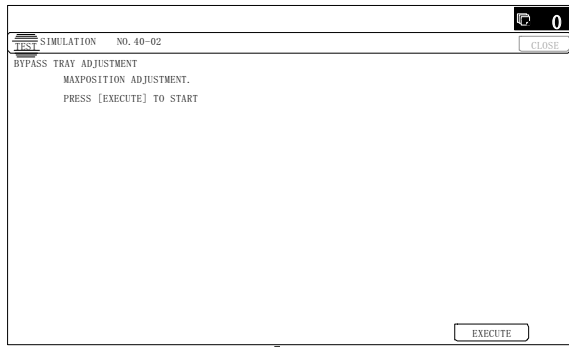 0
TEST SIMULATION NO. 40-02
CLOSE
BYPASS TRAY ADJUSTMENT
MAXPOSITION ADJUSTMENT.
PRESS [EXECUTE] TO START
EXECUTE